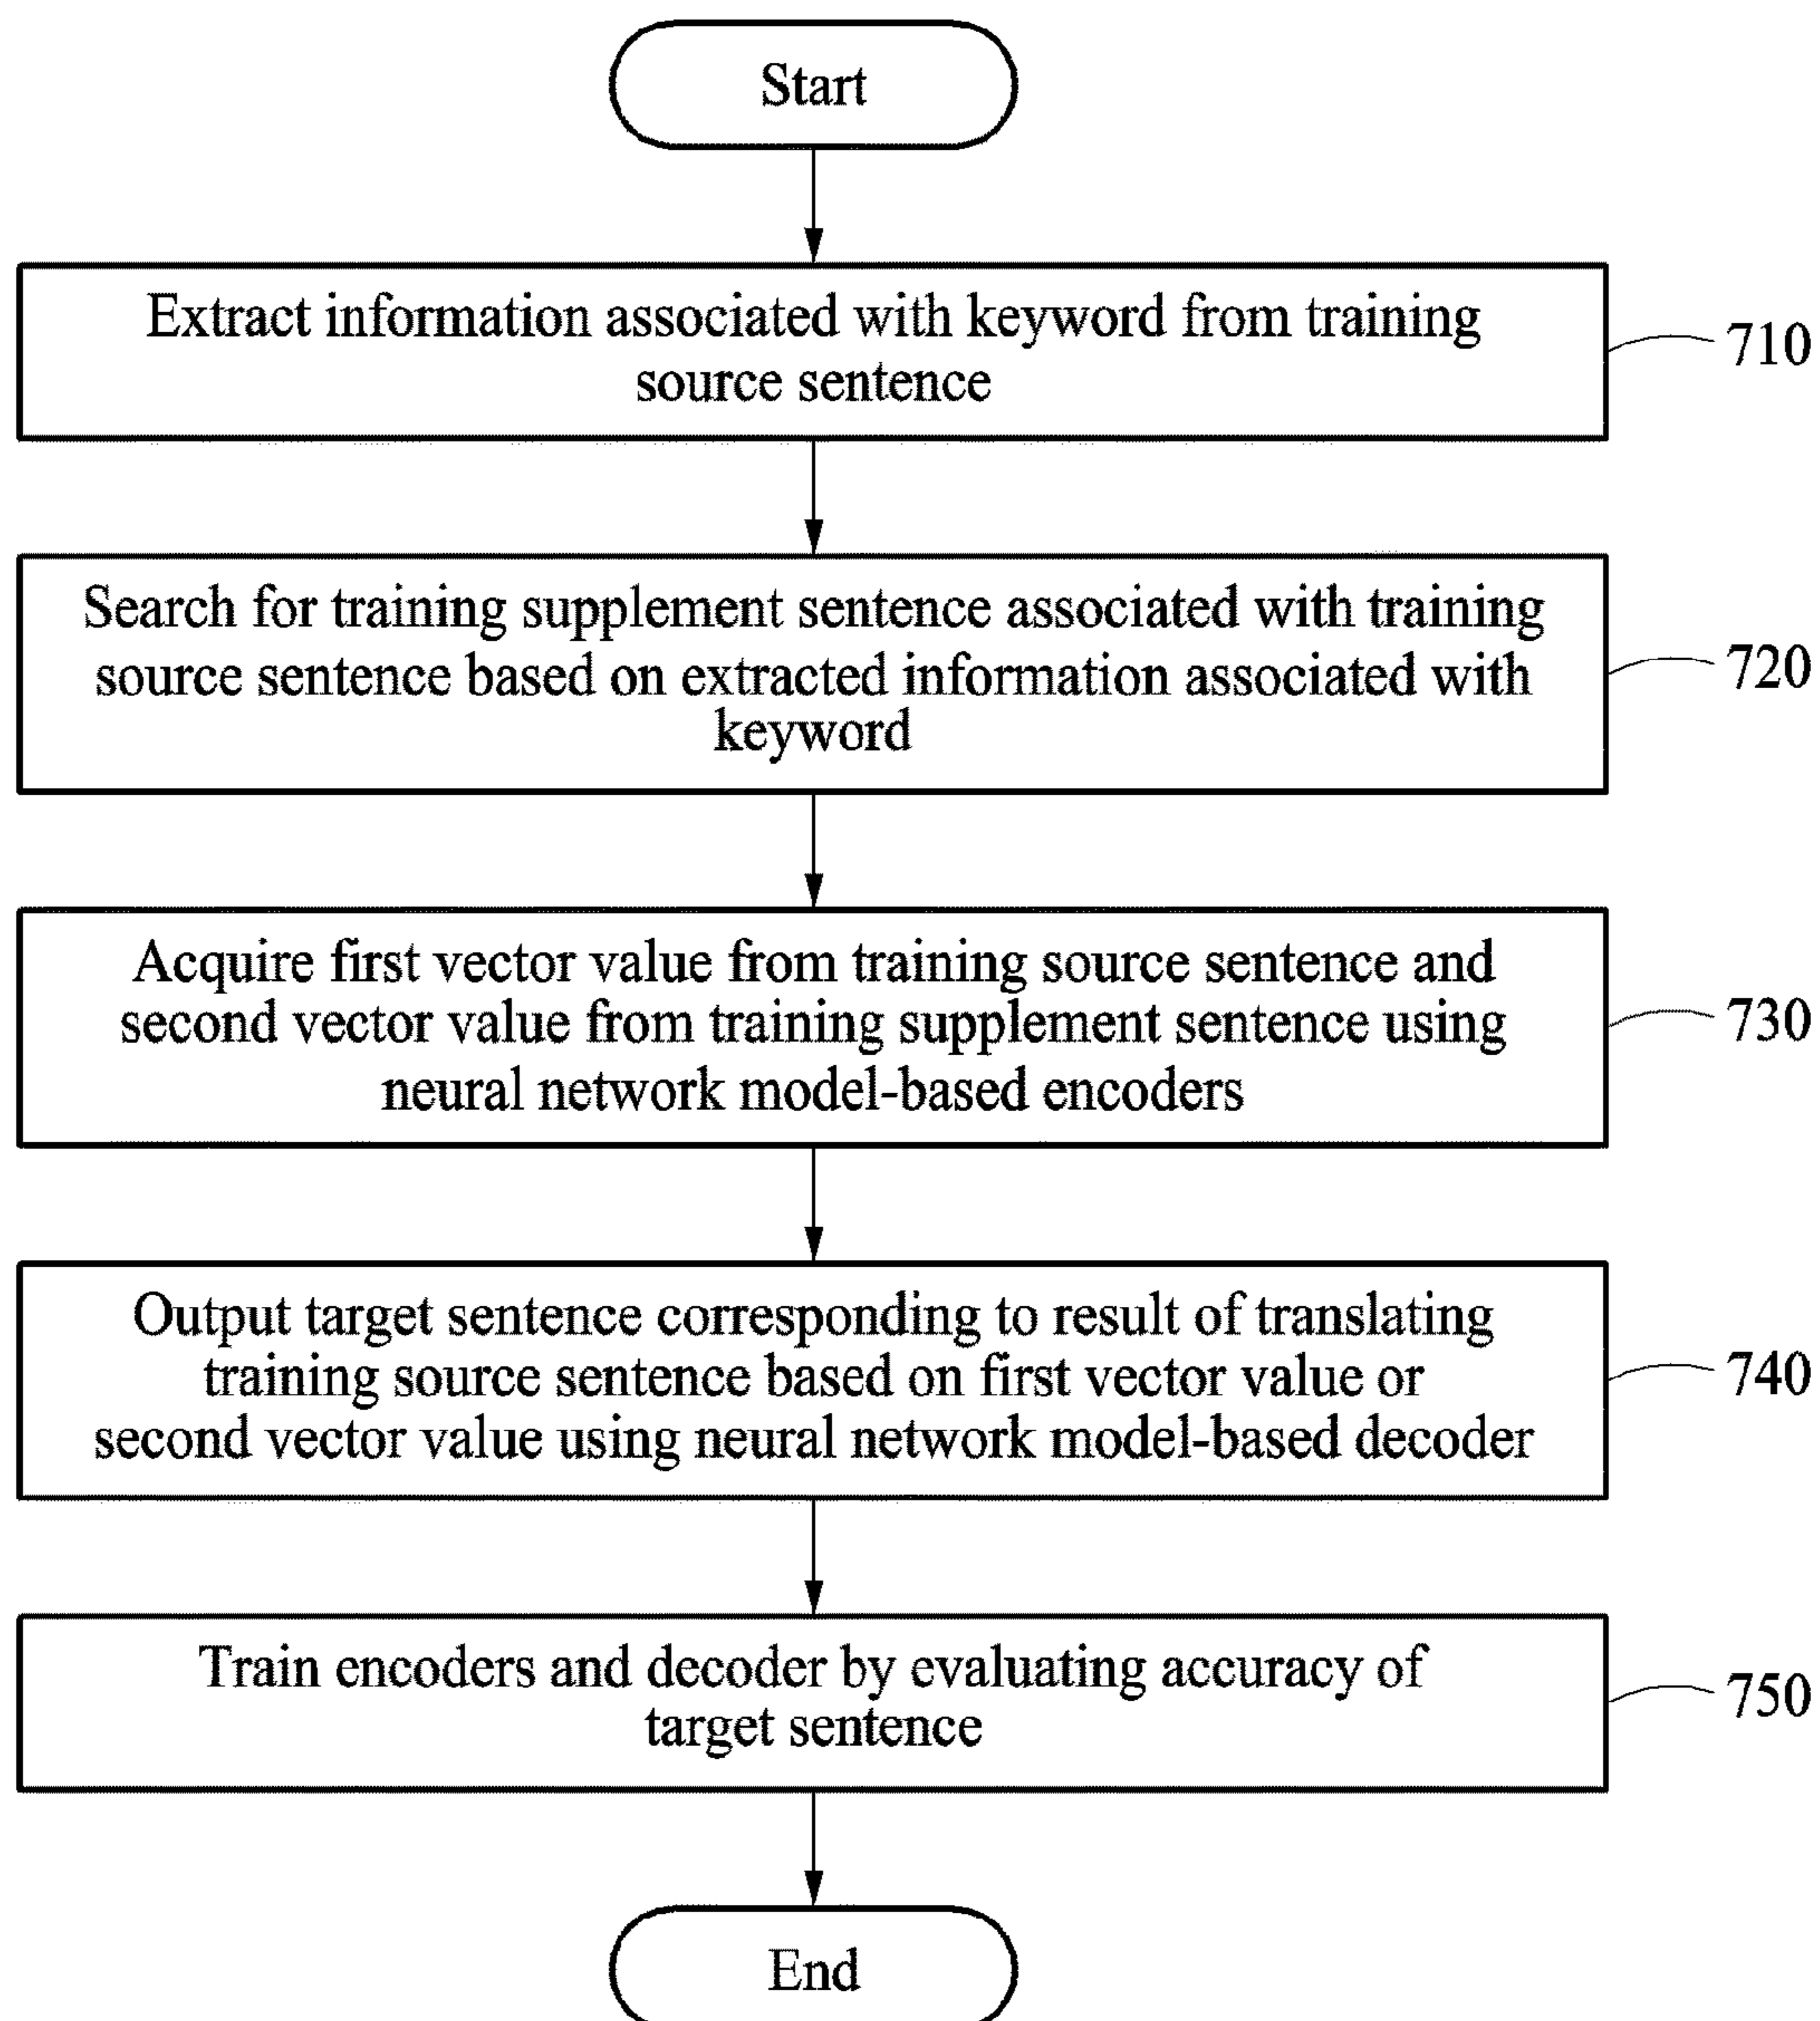 Start
Extract information associated with keyword from training
source sentence
710
Search for training supplement sentence associated with training
source sentence based on extracted information associated with
keyword
720
Acquire first vector value from training source sentence and
second vector value from training supplement sentence using
neural network model-based encoders
730
Output target sentence corresponding to result of translating
training source sentence based on first vector value or
second vector value using neural network model-based decoder
740
Train encoders and decoder by evaluating accuracy of
target sentence
750
End